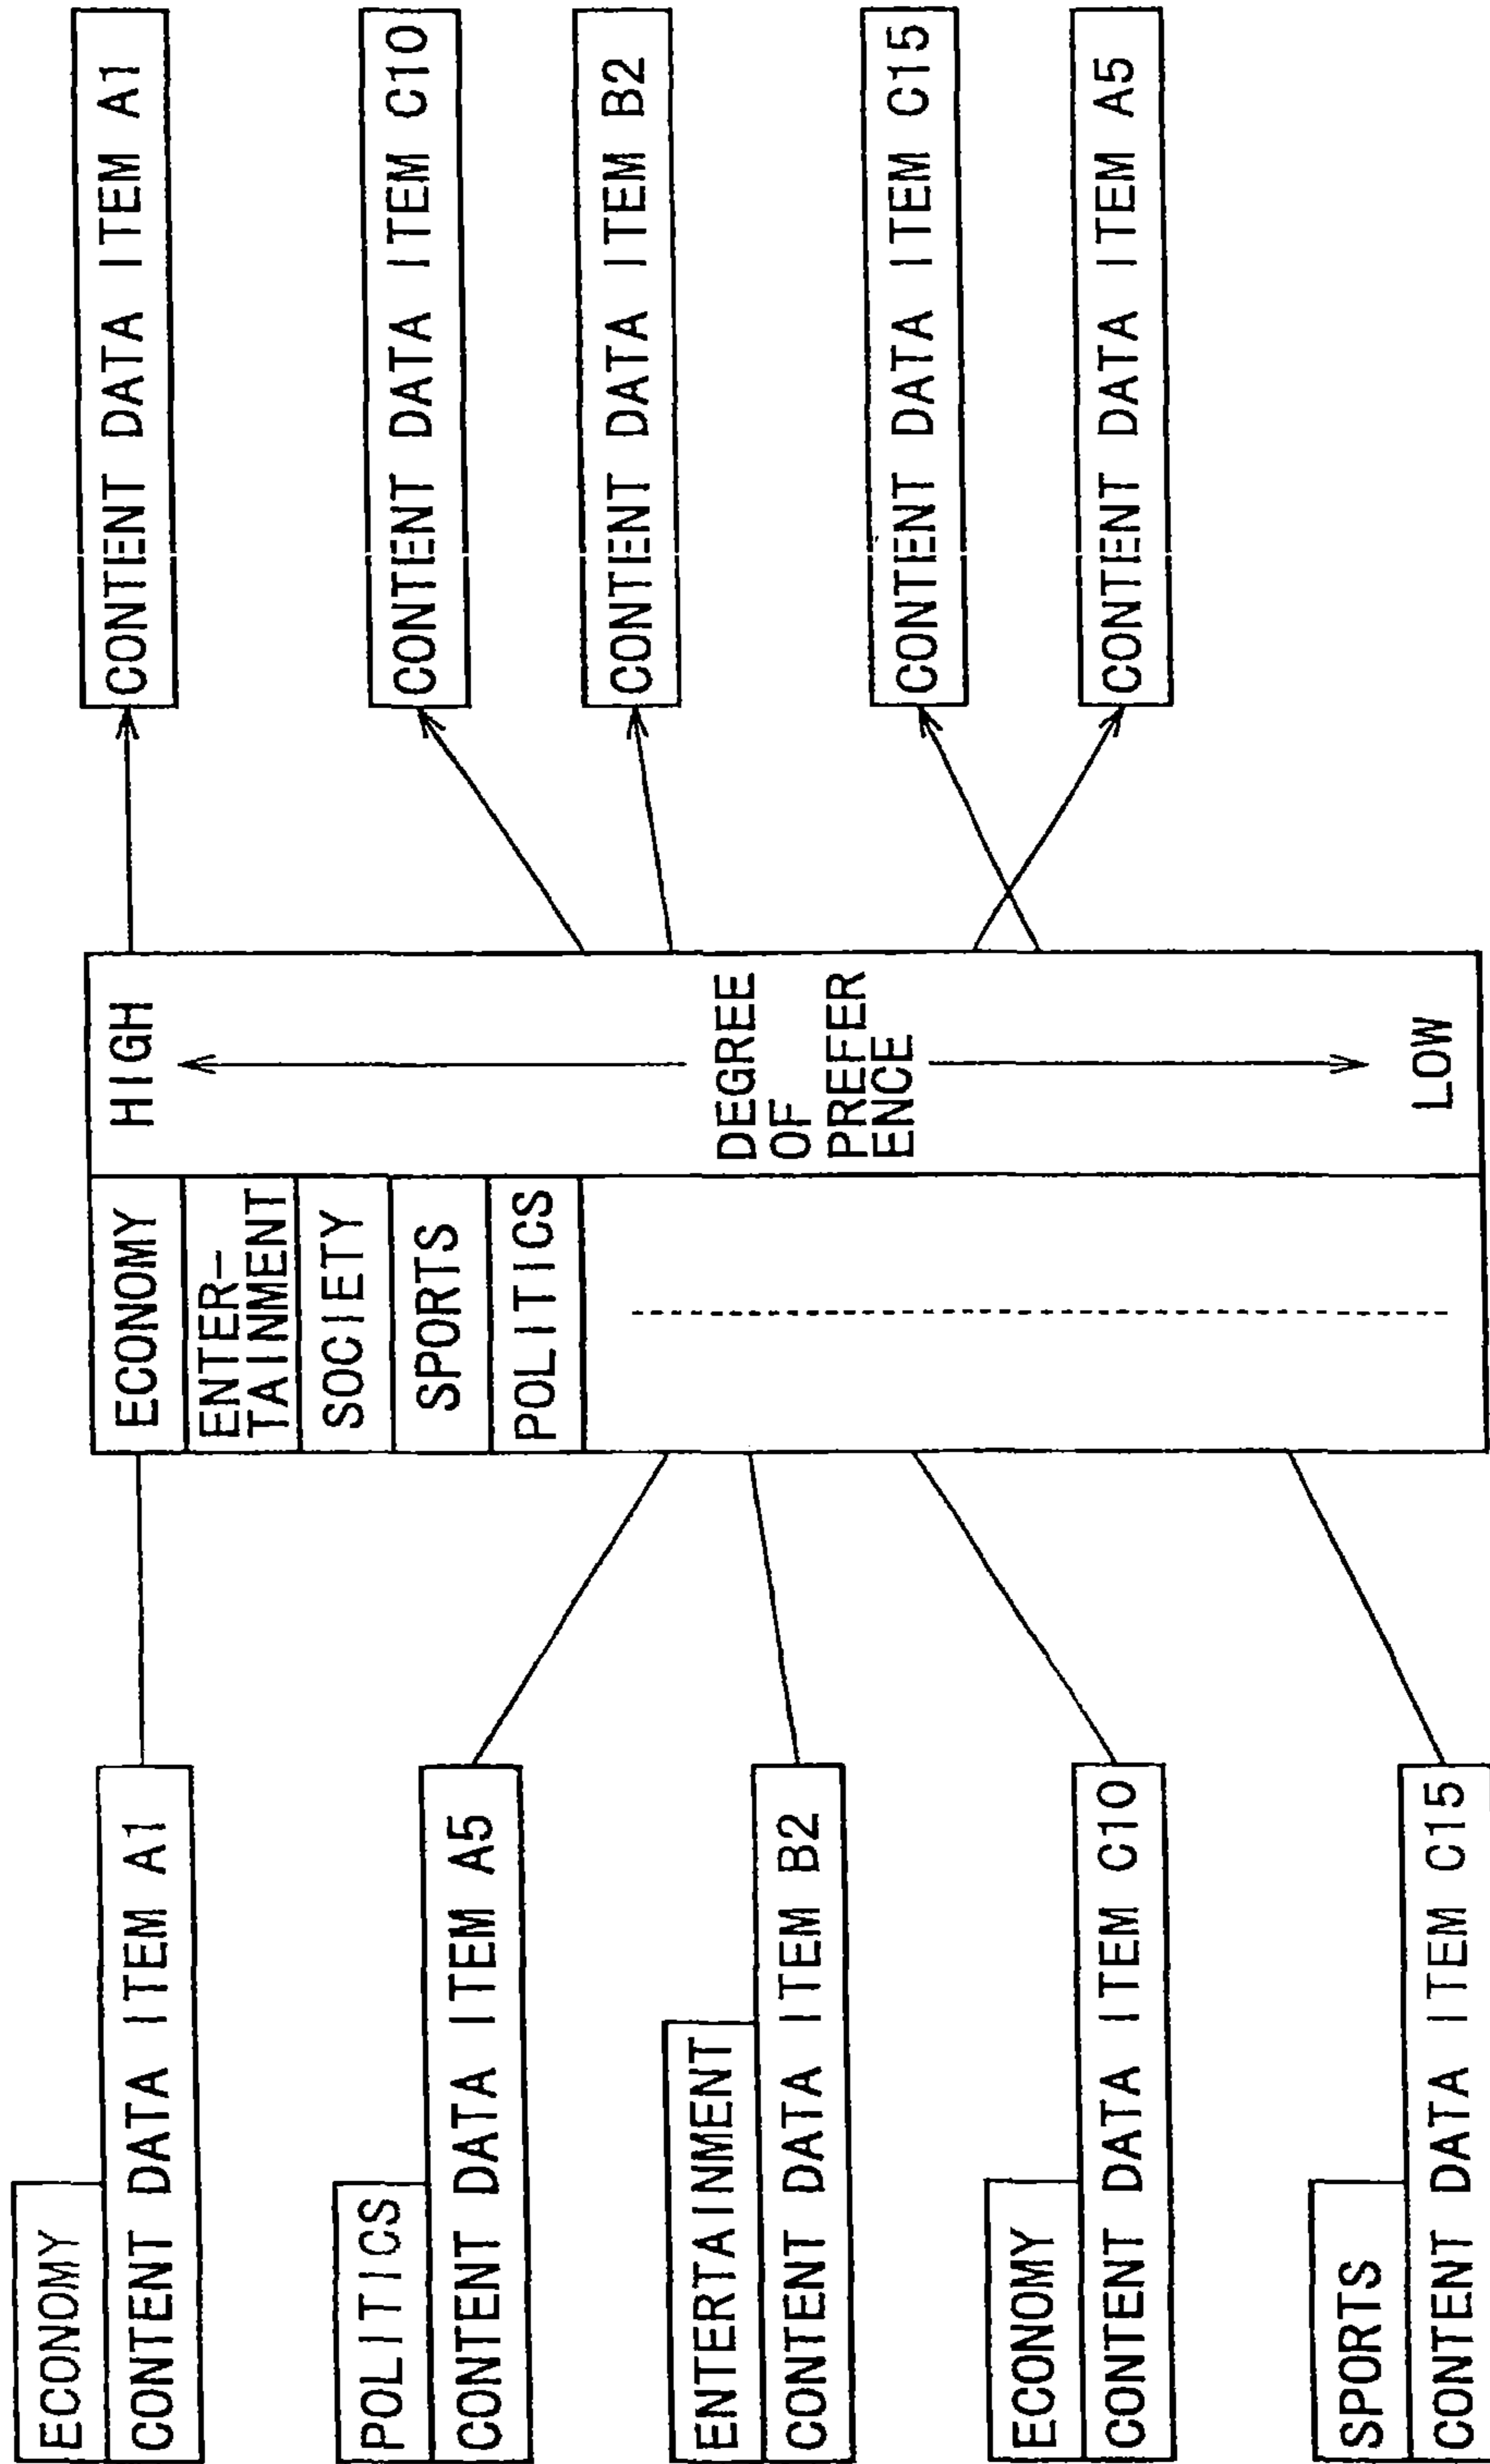 ECONOMY
CONTENT DATA ITEM A1
POLITICS
CONTENT DATA ITEM A5
ENTERTAINMENT
CONTENT DATA ITEM B2
ECONOMY
CONTENT DATA ITEM C10
SPORTS
CONTENT DATA ITEM C15
ECONOMY
ENTER-
TAINMENT
SOCIETY
SPORTS
POLITICS
HIGH
DEGREE
OF
PREFER
ENCE
LOW
CONTENT DATA ITEM A1
CONTENT DATA ITEM C10
CONTENT DATA ITEM B2
CONTENT DATA ITEM C15
CONTENT DATA ITEM A5